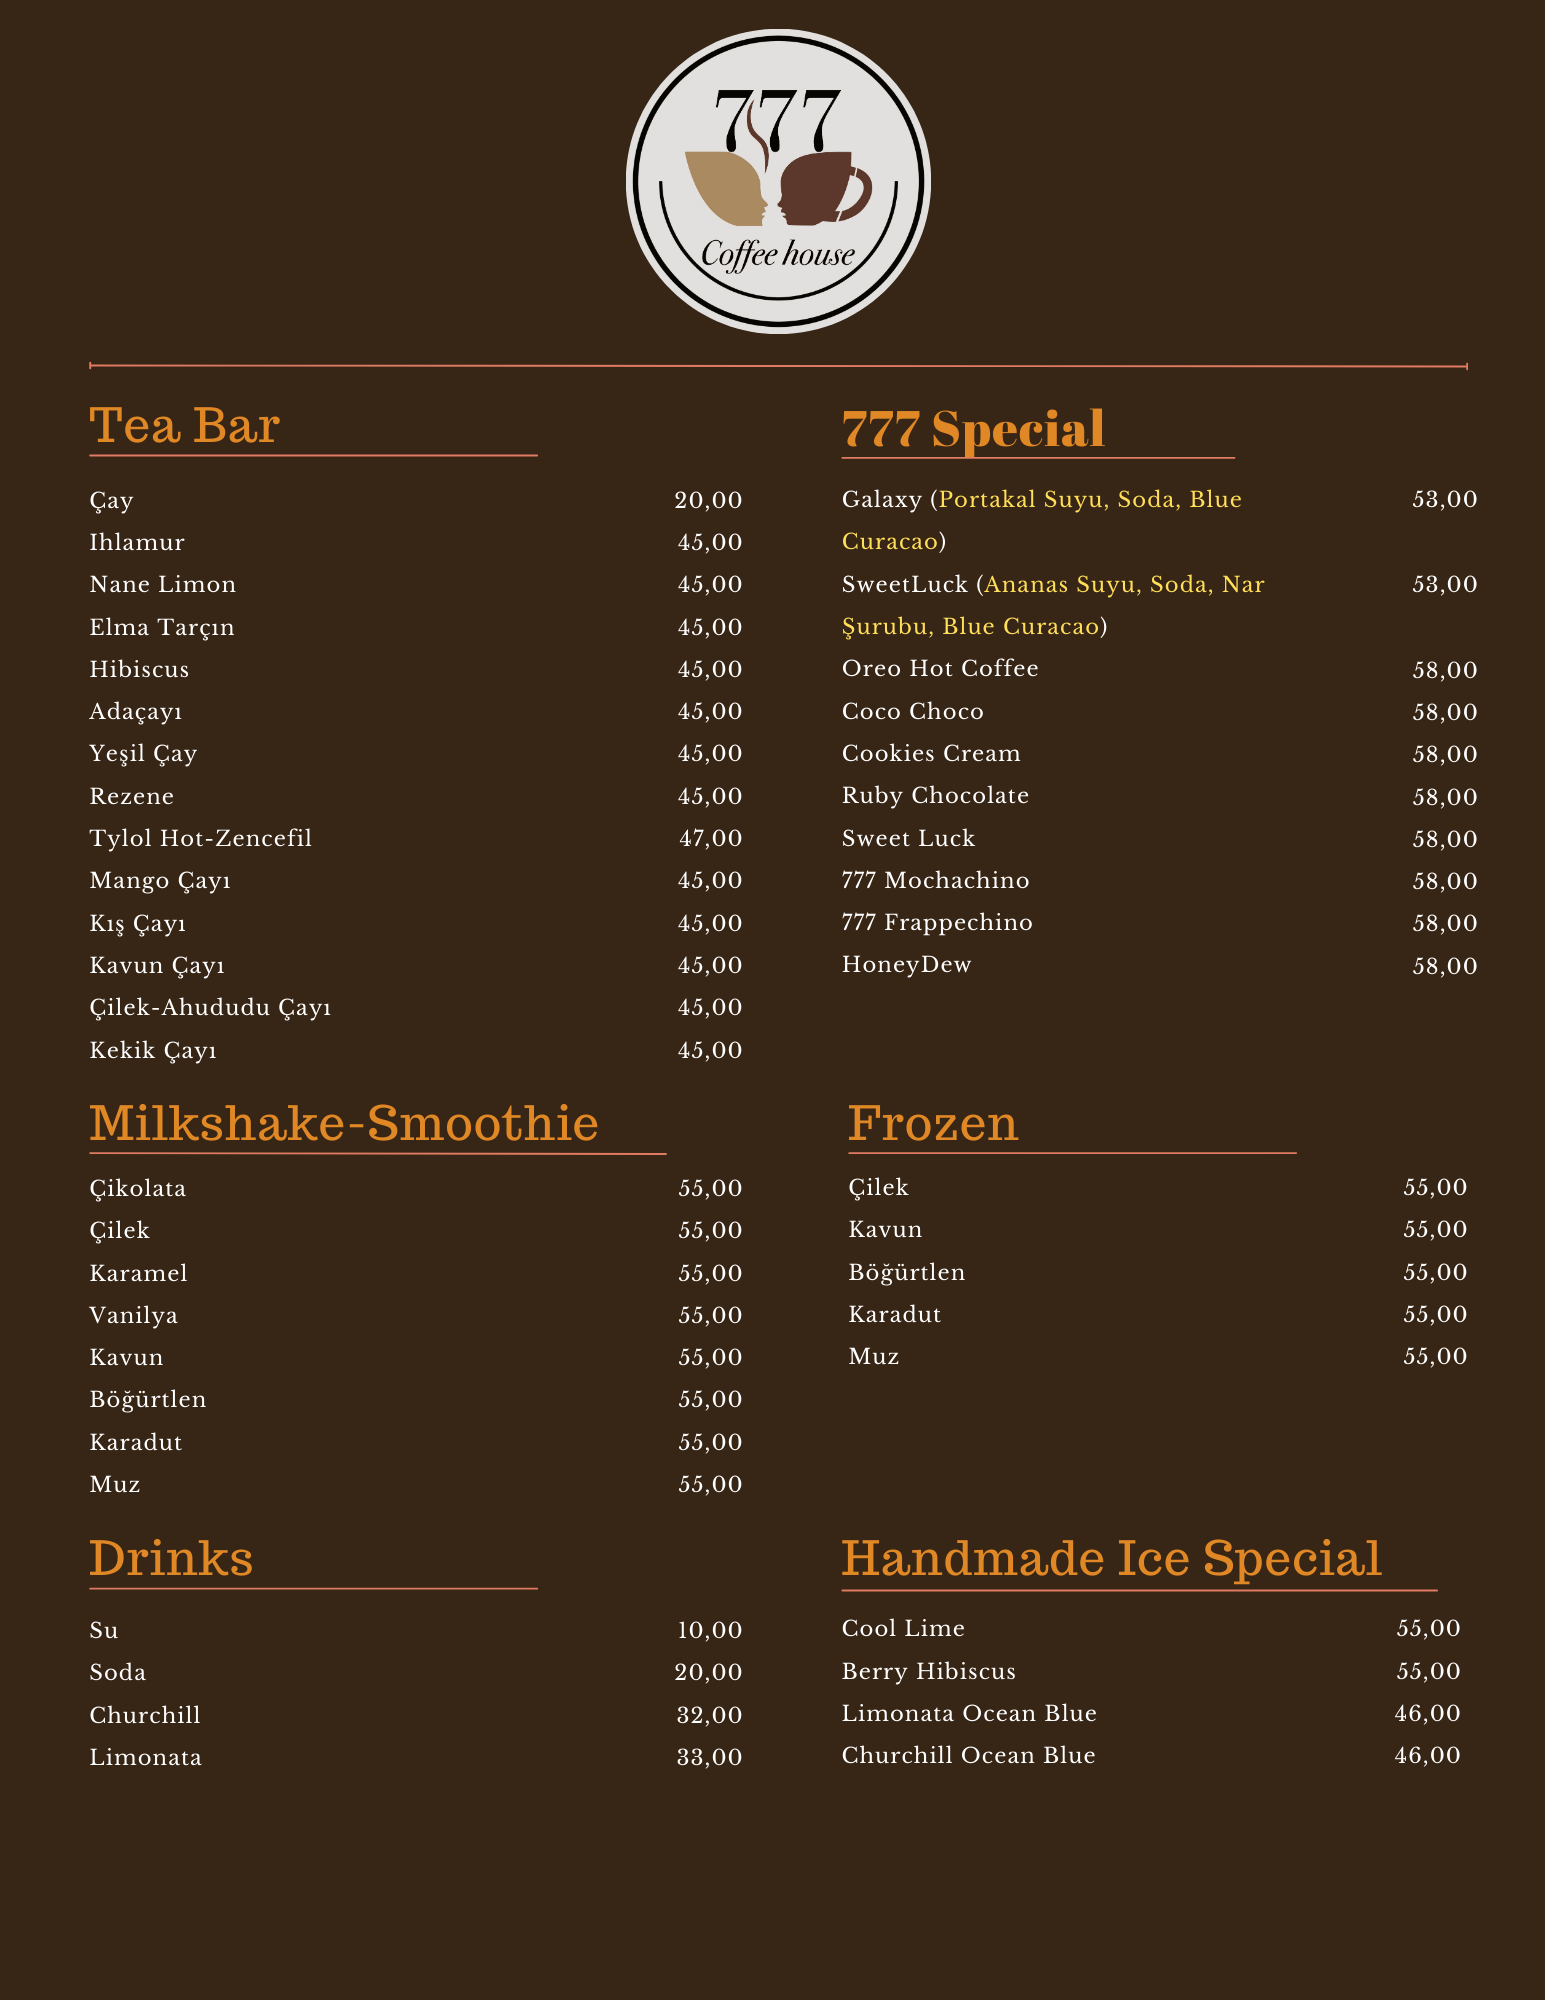 777
Coffee house
Tea Bar
Çay 20,00
Ihlamur 45,00
Nane Limon 45,00
Elma Tarçın 45,00
Hibiscus 45,00
Adaçayı 45,00
Yeşil Çay 45,00
Rezene 45,00
Tylol Hot-Zencefil 47,00
Mango Çayı 45,00
Kış Çayı 45,00
Kavun Çayı 45,00
Çilek-Ahududu Çayı 45,00
Kekik Çayı 45,00
777 Special
Galaxy (Portakal Suyu, Soda, Blue 53,00
Curacao)
SweetLuck (Ananas Suyu, Soda, Nar 53,00
Şurubu, Blue Curacao)
Oreo Hot Coffee 58,00
Coco Choco 58,00
Cookies Cream 58,00
Ruby Chocolate 58,00
Sweet Luck 58,00
777 Mochachino 58,00
777 Frappechino 58,00
HoneyDew 58,00
Milkshake-Smoothie
Çikolata 55,00
Çilek 55,00
Karamel 55,00
Vanilya 55,00
Kavun 55,00
Böğürtlen 55,00
Karadut 55,00
Muz 55,00
Frozen
Çilek 55,00
Kavun 55,00
Böğürtlen 55,00
Karadut 55,00
Muz 55,00
Drinks
Su 10,00
Soda 20,00
Churchill 32,00
Limonata 33,00
Handmade Ice Special
Cool Lime 55,00
Berry Hibiscus 55,00
Limonata Ocean Blue 46,00
Churchill Ocean Blue 46,00